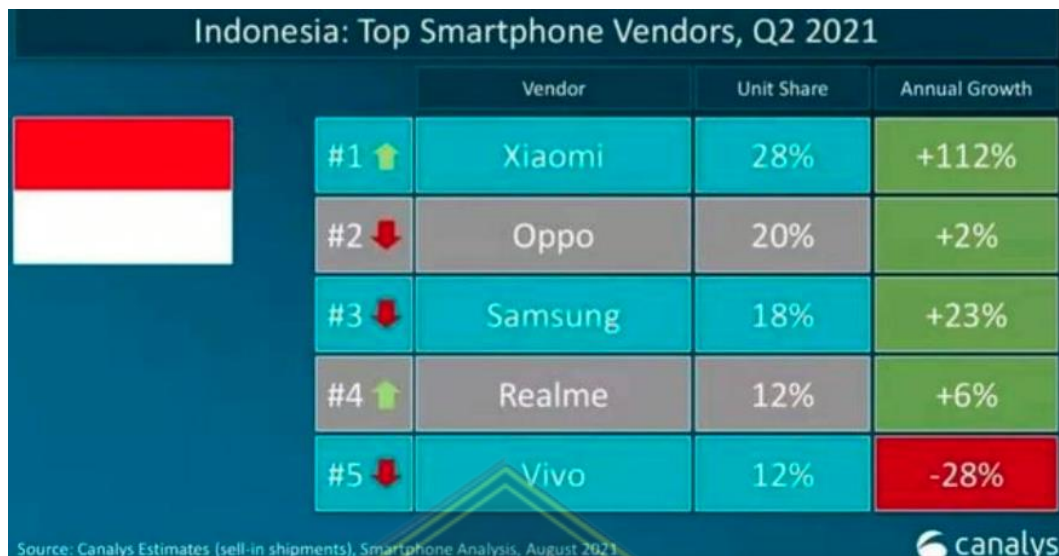 Indonesia: Top Smartphone Vendors, Q2 2021
Vendor Unit Share Annual Growth
#1 Xiaomi 28% +112%
#2 Oppo 20% +2%
#3 Samsung 18% +23%
#4 Realme 12% +6%
#5 Vivo 12% -28%
Source: Canalys Estimates (sell-in shipments), Smartphone Analysis, August 2021
canalys